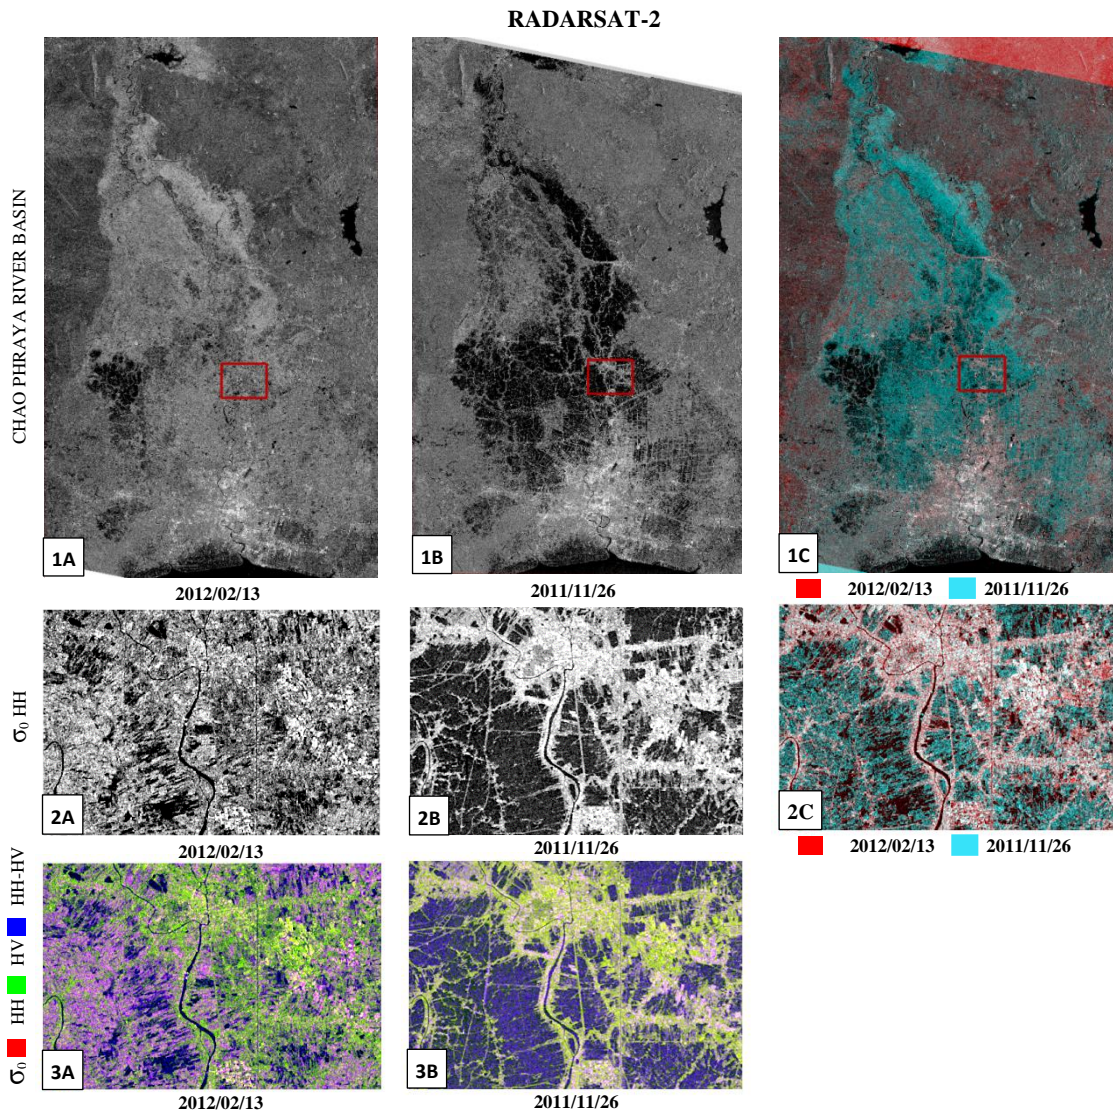 RADARSAT-2
CHAO PHRAYA RIVER BASIN
1A
1B
1C
2012/02/13
2011/11/26
2012/02/13 2011/11/26
σ₀ HH
2A
2B
2C
2012/02/13
2011/11/26
2012/02/13 2011/11/26
σ₀ HH HV HH-HV
3A
3B
2012/02/13
2011/11/26